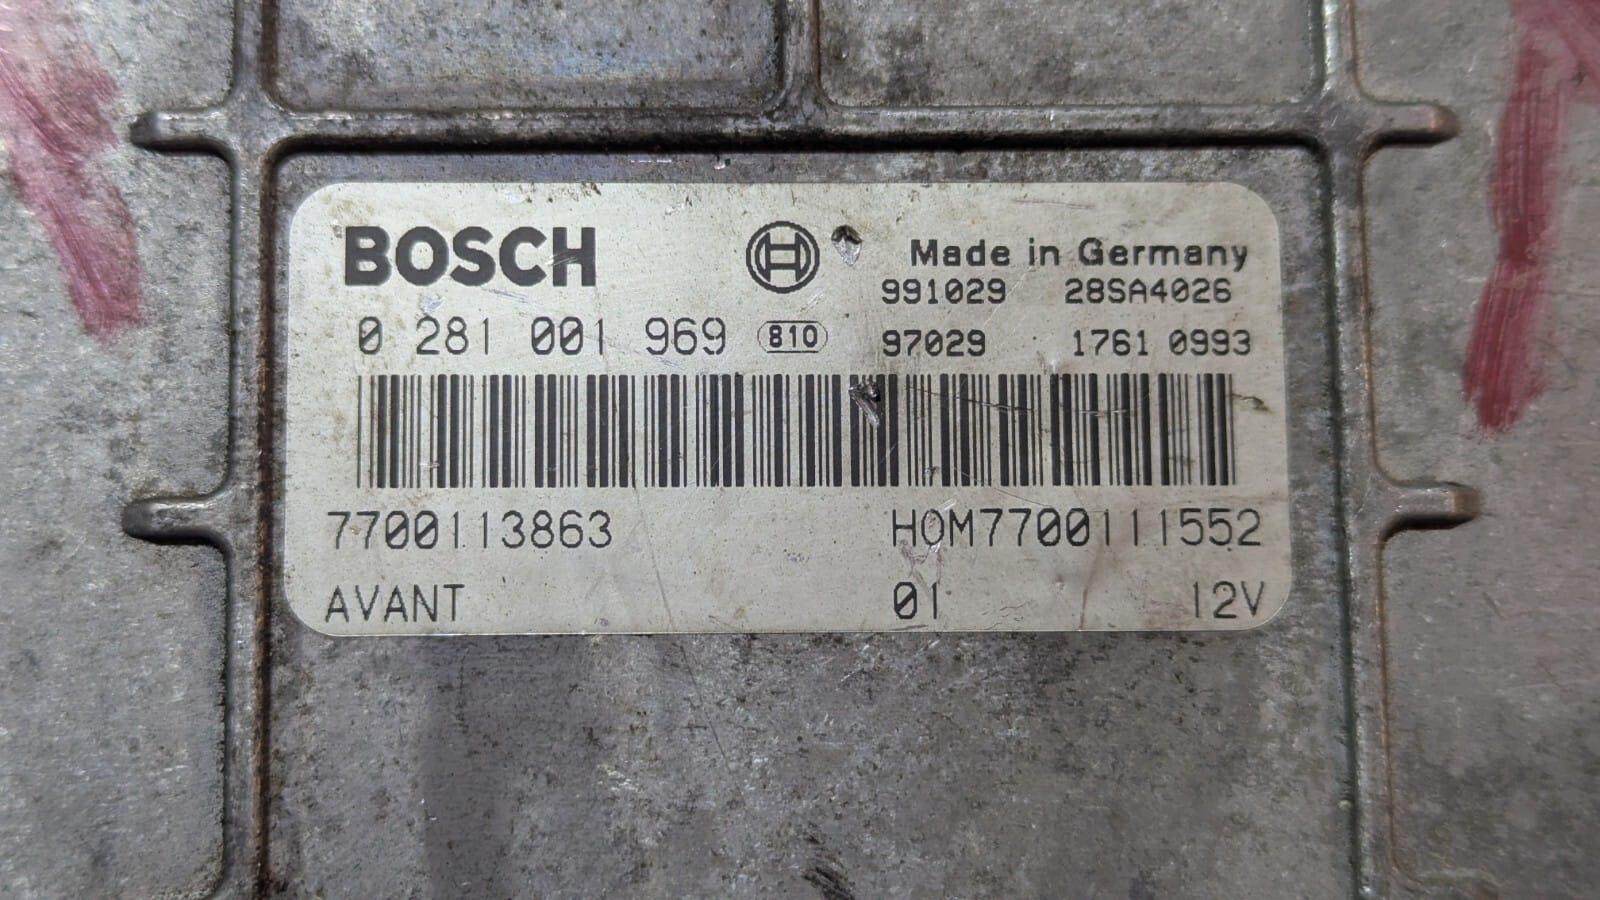 BOSCH
Made in Germany
991029 28SA4026
0 281 001 969 810 97029 1761 0993
7700113863 HOM7700111552
AVANT 01 12V